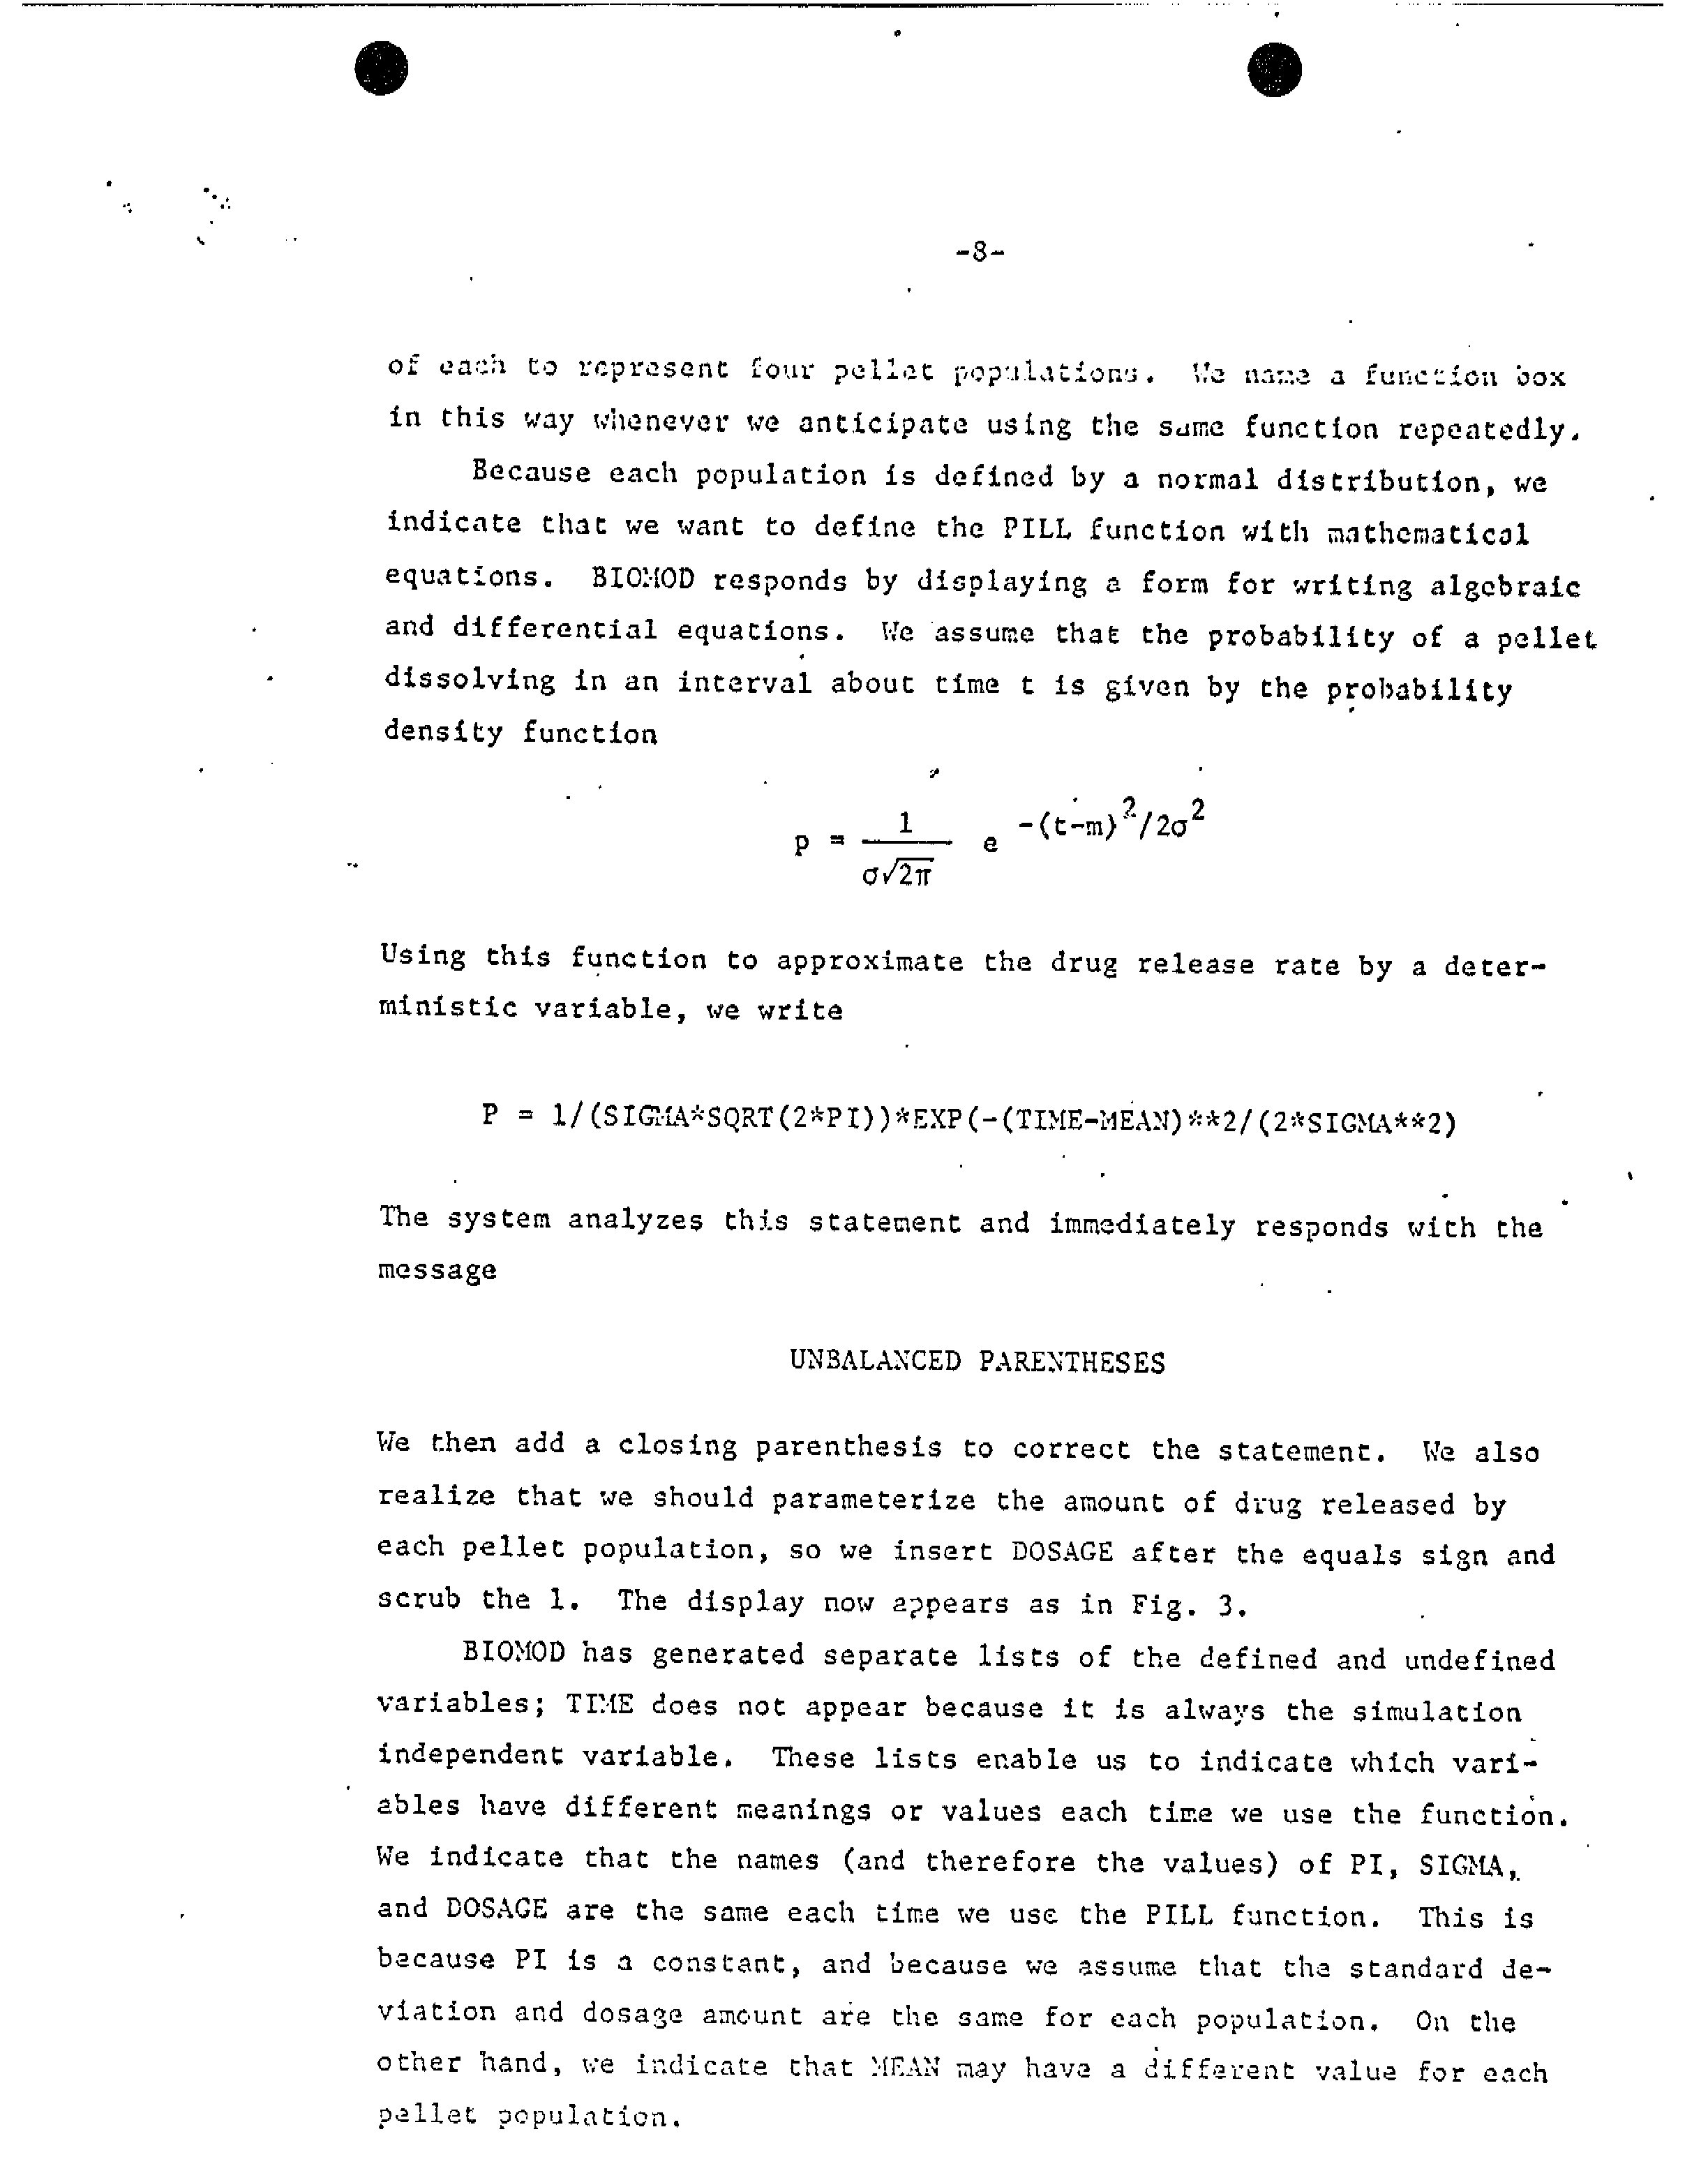 -8-
of each to represent four pellet populations. We name a function box
in this way whenever we anticipate using the same function repeatedly.
Because each population is defined by a normal distribution, we
indicate that we want to define the PILL function with mathematical
equations. BIOMOD responds by displaying a form for writing algebraic
and differential equations. We assume that the probability of a pellet
dissolving in an interval about time t is given by the probability
density function
p = 1/(σ√2π) e^-(t-m)²/2σ²
Using this function to approximate the drug release rate by a deter-
ministic variable, we write
P = 1/(SIGMA*SQRT(2*PI))*EXP(-(TIME-MEAN)**2/(2*SIGMA**2)
The system analyzes this statement and immediately responds with the
message
UNBALANCED PARENTHESES
We then add a closing parenthesis to correct the statement. We also
realize that we should parameterize the amount of drug released by
each pellet population, so we insert DOSAGE after the equals sign and
scrub the 1. The display now appears as in Fig. 3.
BIOMOD has generated separate lists of the defined and undefined
variables; TIME does not appear because it is always the simulation
independent variable. These lists enable us to indicate which vari-
ables have different meanings or values each time we use the function.
We indicate that the names (and therefore the values) of PI, SIGMA,
and DOSAGE are the same each time we use the PILL function. This is
because PI is a constant, and because we assume that the standard de-
viation and dosage amount are the same for each population. On the
other hand, we indicate that MEAN may have a different value for each
pellet population.